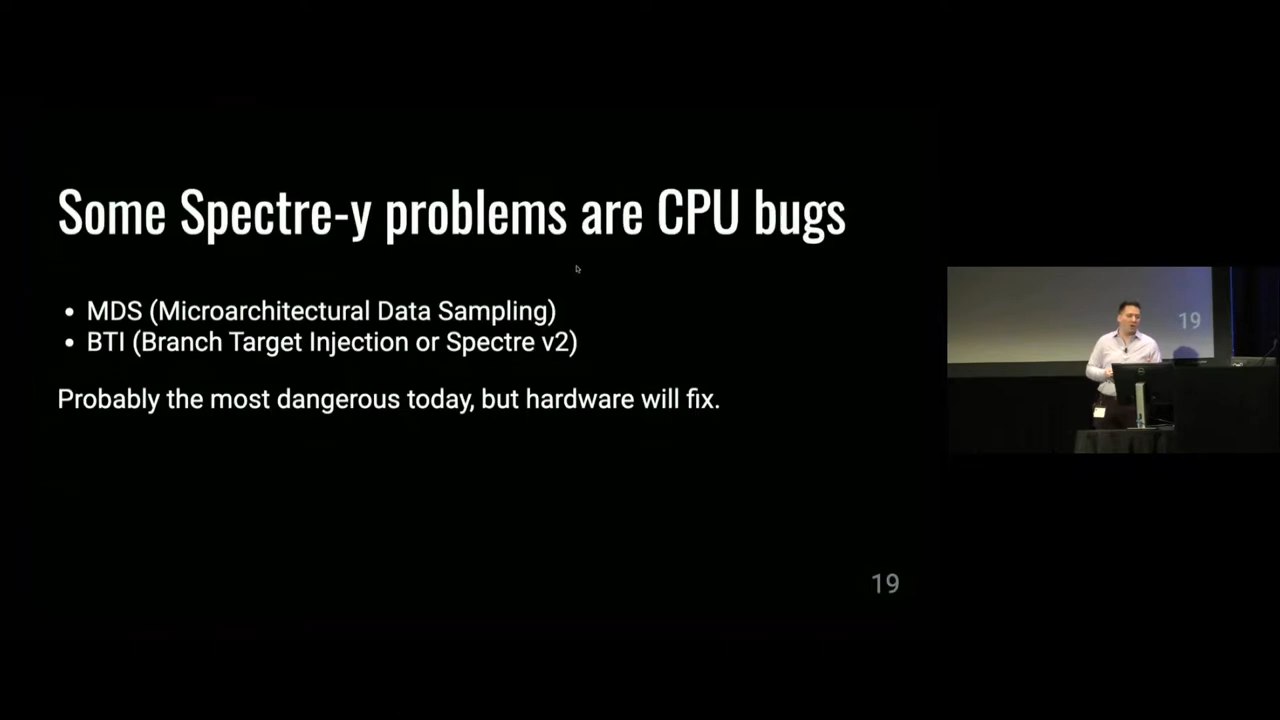 Some Spectre-y problems are CPU bugs
• MDS (Microarchitectural Data Sampling)
• BTI (Branch Target Injection or Spectre v2)
Probably the most dangerous today, but hardware will fix.
19
19